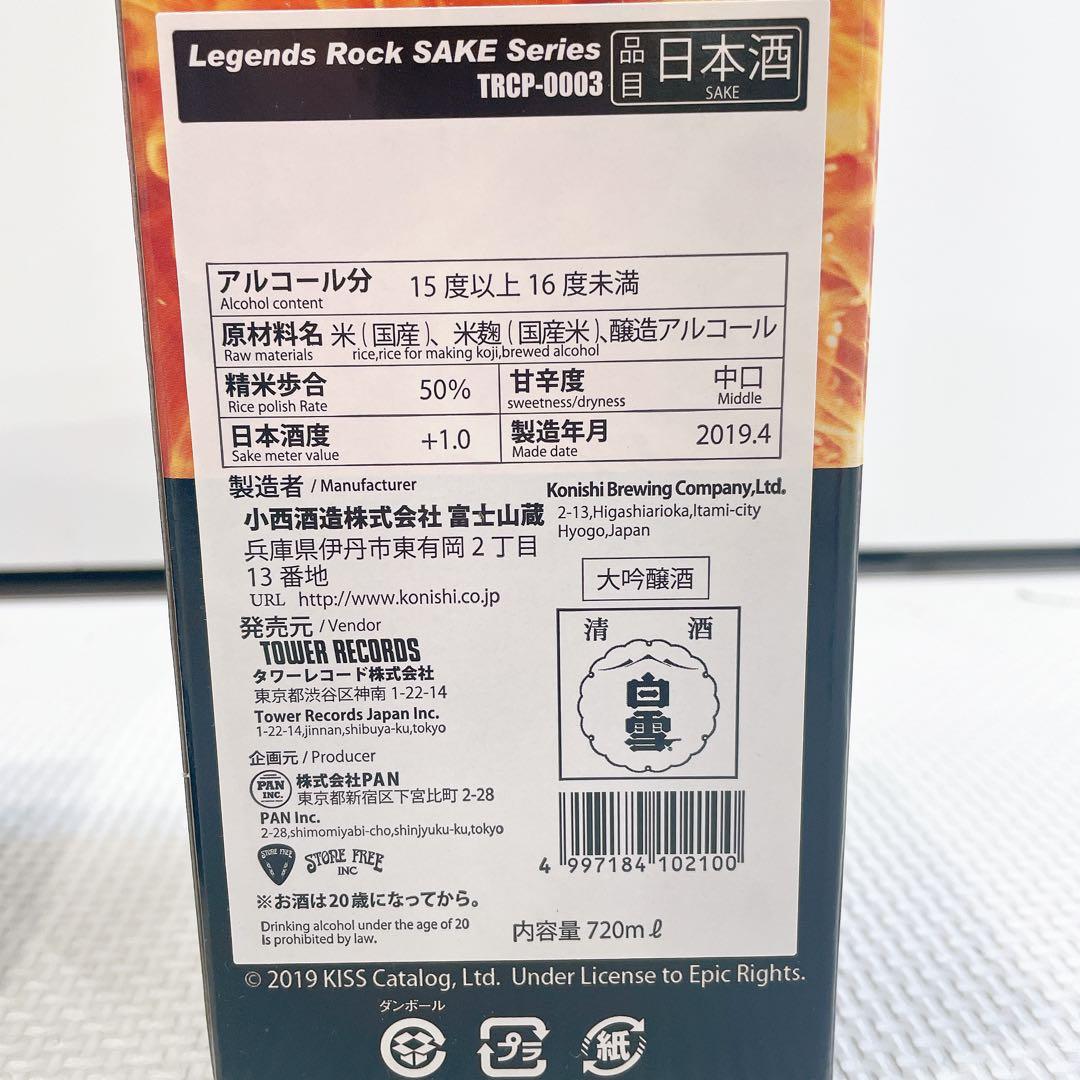 Legends Rock SAKE Series
TRCP-0003
品目 日本酒
SAKE
アルコール分 15度以上16度未満
Alcohol content
原材料名 米(国産)、米麹(国産米)、醸造アルコール
Raw materials rice,rice for making koji,brewed alcohol
精米歩合 50%
Rice polish Rate
甘辛度 中口
sweetness/dryness Middle
日本酒度 +1.0
Sake meter value
製造年月 2019.4
Made date
製造者 / Manufacturer
小西酒造株式会社 富士山蔵
兵庫県伊丹市東有岡2丁目
13番地
URL http://www.konishi.co.jp
Konishi Brewing Company,Ltd.
2-13,Higashiarioka,Itami-city
Hyogo,Japan
発売元 / Vendor
TOWER RECORDS
タワーレコード株式会社
東京都渋谷区神南1-22-14
Tower Records Japan Inc.
1-22-14,jinnan,shibuya-ku,tokyo
大吟醸酒
清 酒
白雪
企画元 / Producer
PAN INC.
株式会社PAN
東京都新宿区下宮比町2-28
PAN Inc.
2-28,shimomiyabi-cho,shinjyuku-ku,tokyo
STONE FREE
STONE FREE
INC
4 997184 102100
※お酒は20歳になってから。
Drinking alcohol under the age of 20
Is prohibited by law.
内容量 720mℓ
© 2019 KISS Catalog, Ltd. Under License to Epic Rights.
ダンボール
プラ
紙